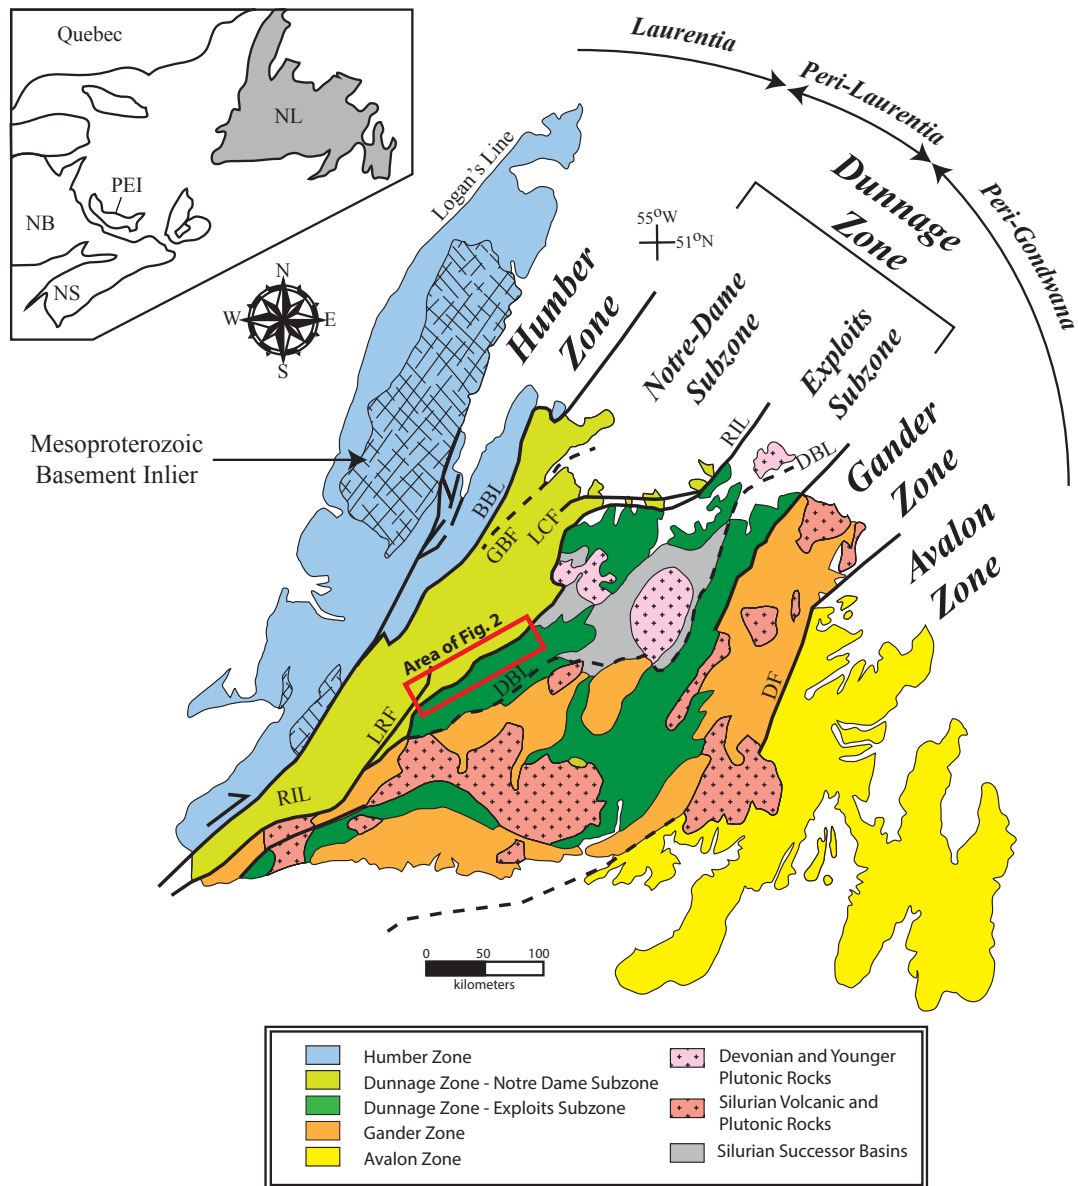 Quebec
NL
PEI
NB
NS
N
W
E
S
Laurentia
Peri-Laurentia
Peri-Gondwana
Dunnage
Zone
Logan's Line
55°W
51°N
Humber
Zone
Notre-Dame
Subzone
Exploits
Subzone
Gander
Zone
Avalon
Zone
Mesoproterozoic
Basement Inlier
RIL
DBL
BBL
GBF
LCF
Area of Fig. 2
DBL
LRF
DF
RIL
0 50 100
kilometers
Humber Zone
Dunnage Zone - Notre Dame Subzone
Dunnage Zone - Exploits Subzone
Gander Zone
Avalon Zone
Devonian and Younger
Plutonic Rocks
Silurian Volcanic and
Plutonic Rocks
Silurian Successor Basins